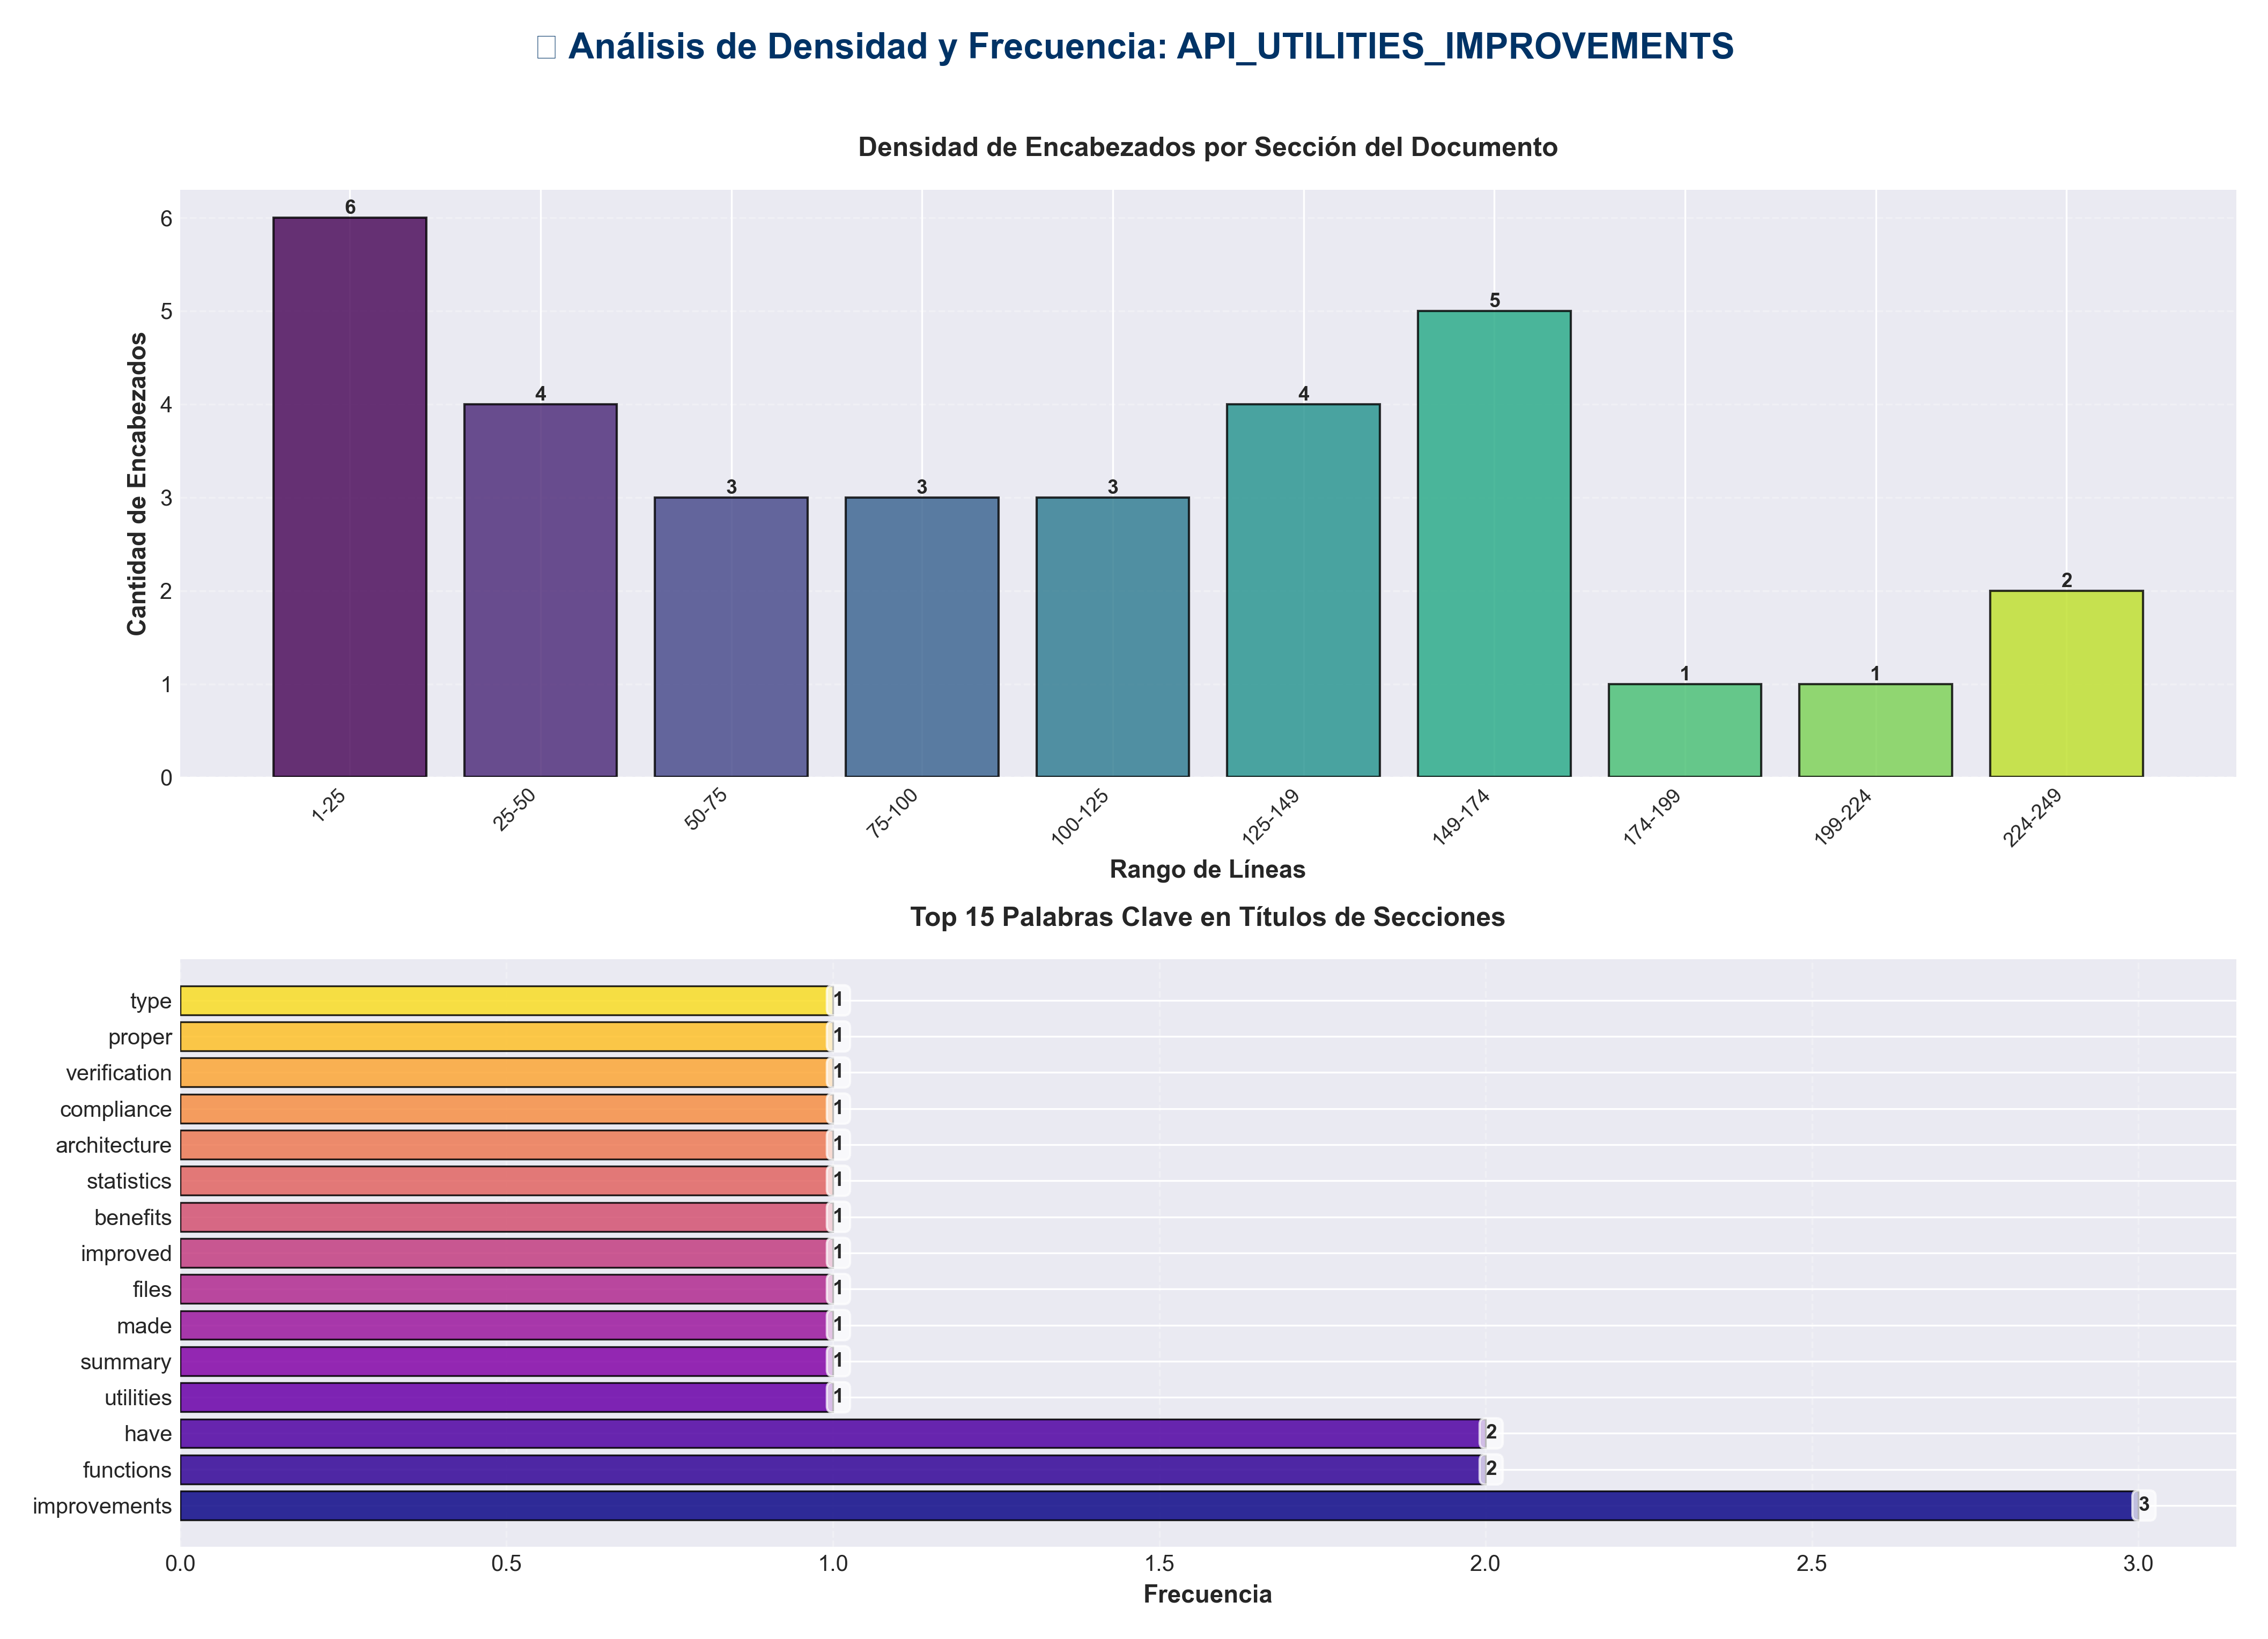 Análisis de Densidad y Frecuencia: API_UTILITIES_IMPROVEMENTS
Densidad de Encabezados por Sección del Documento
Cantidad de Encabezados
6
5
4
3
2
1
0
6
4
3
3
3
4
5
1
1
2
1-25
25-50
50-75
75-100
100-125
125-149
149-174
174-199
199-224
224-249
Rango de Líneas
Top 15 Palabras Clave en Títulos de Secciones
type 1
proper 1
verification 1
compliance 1
architecture 1
statistics 1
benefits 1
improved 1
files 1
made 1
summary 1
utilities 1
have 2
functions 2
improvements 3
0.0 0.5 1.0 1.5 2.0 2.5 3.0
Frecuencia